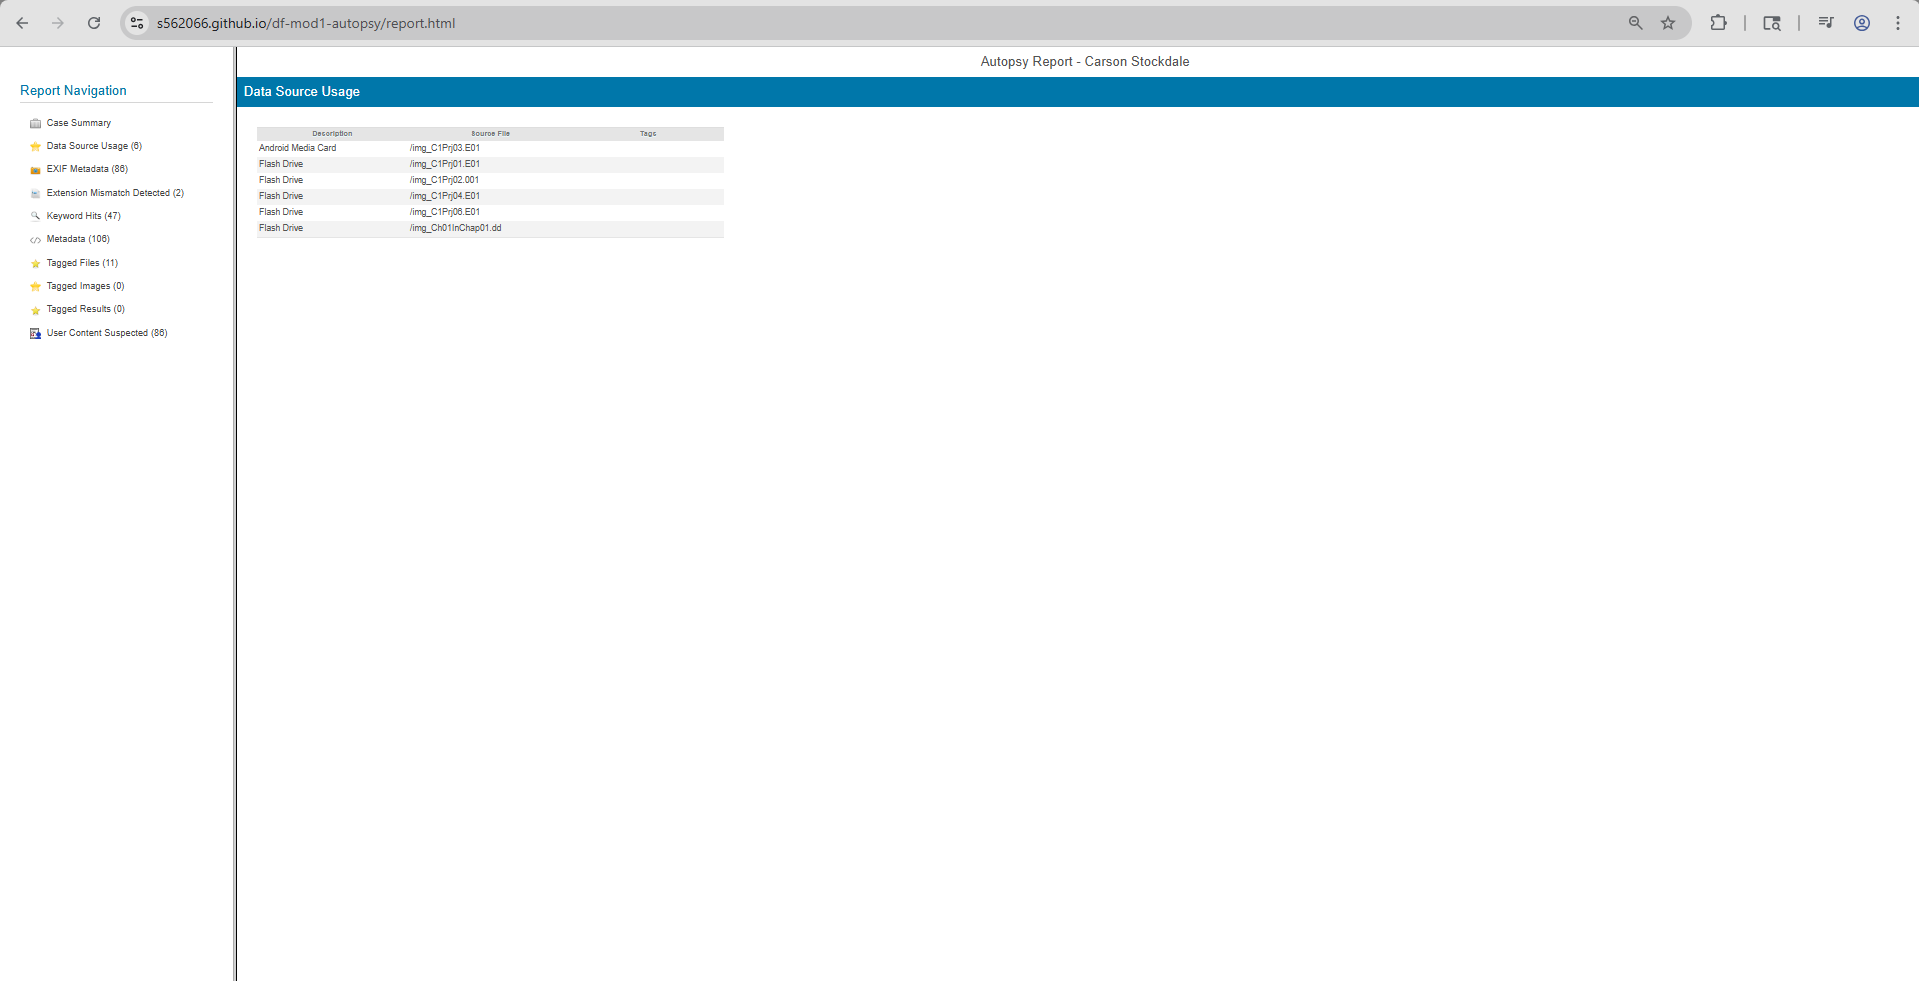 s562066.github.io/df-mod1-autopsy/report.html
Autopsy Report - Carson Stockdale
Report Navigation
Case Summary
Data Source Usage (6)
EXIF Metadata (86)
Extension Mismatch Detected (2)
Keyword Hits (47)
Metadata (106)
Tagged Files (11)
Tagged Images (0)
Tagged Results (0)
User Content Suspected (86)
Data Source Usage
Description Source File Tags
Android Media Card /img_C1Prj03.E01
Flash Drive /img_C1Prj01.E01
Flash Drive /img_C1Prj02.001
Flash Drive /img_C1Prj04.E01
Flash Drive /img_C1Prj06.E01
Flash Drive /img_Ch01InChap01.dd